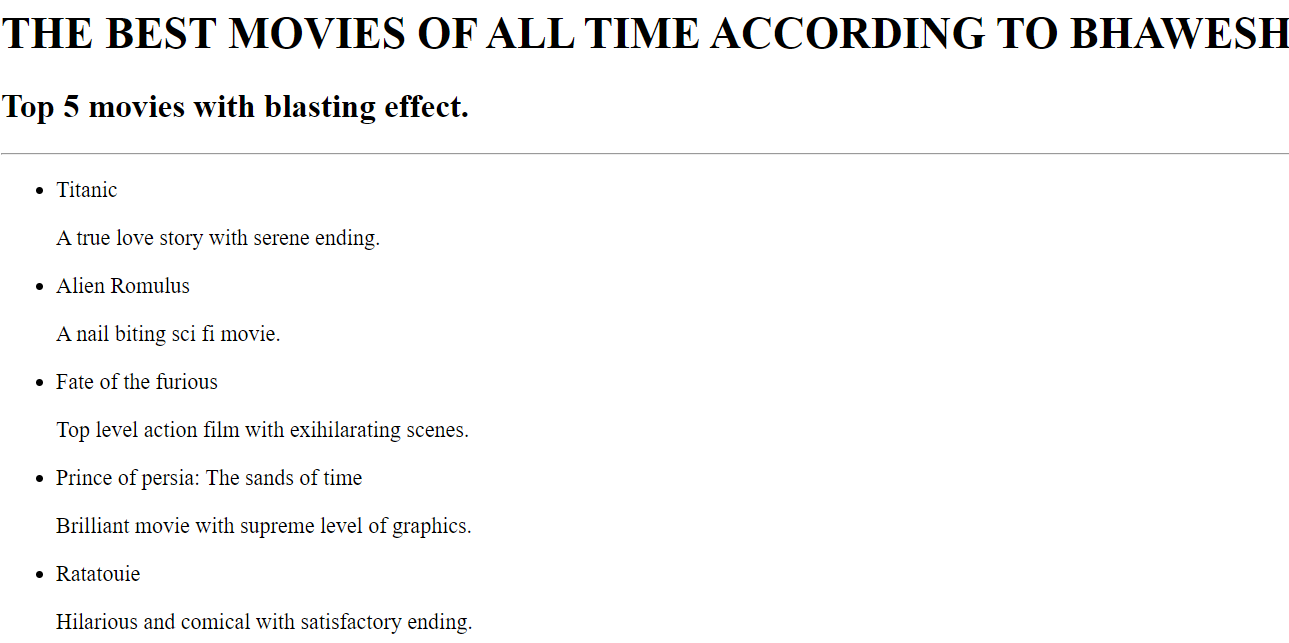 THE BEST MOVIES OF ALL TIME ACCORDING TO BHAWESH
Top 5 movies with blasting effect.
Titanic
A true love story with serene ending.
Alien Romulus
A nail biting sci fi movie.
Fate of the furious
Top level action film with exihilarating scenes.
Prince of persia: The sands of time
Brilliant movie with supreme level of graphics.
Ratatouie
Hilarious and comical with satisfactory ending.